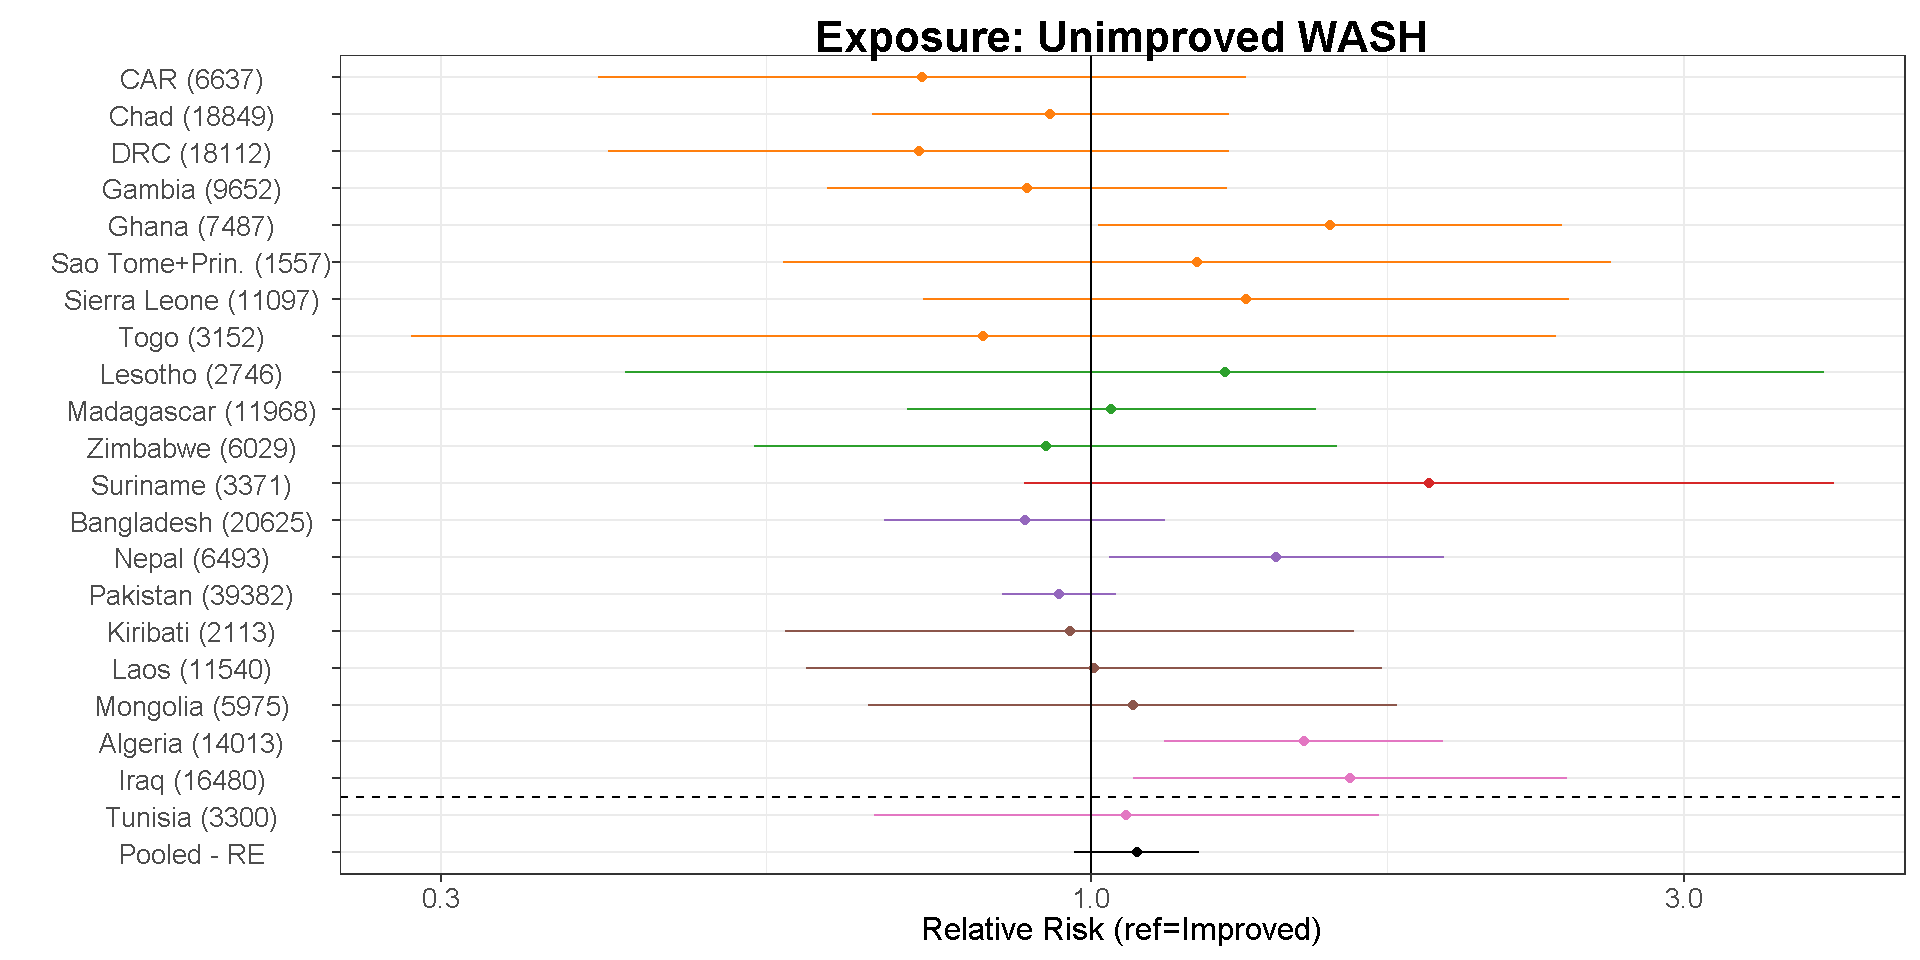 Exposure: Unimproved WASH
CAR (6637)
Chad (18849)
DRC (18112)
Gambia (9652)
Ghana (7487)
Sao Tome+Prin. (1557)
Sierra Leone (11097)
Togo (3152)
Lesotho (2746)
Madagascar (11968)
Zimbabwe (6029)
Suriname (3371)
Bangladesh (20625)
Nepal (6493)
Pakistan (39382)
Kiribati (2113)
Laos (11540)
Mongolia (5975)
Algeria (14013)
Iraq (16480)
Tunisia (3300)
Pooled - RE
0.3 1.0 3.0
Relative Risk (ref=Improved)